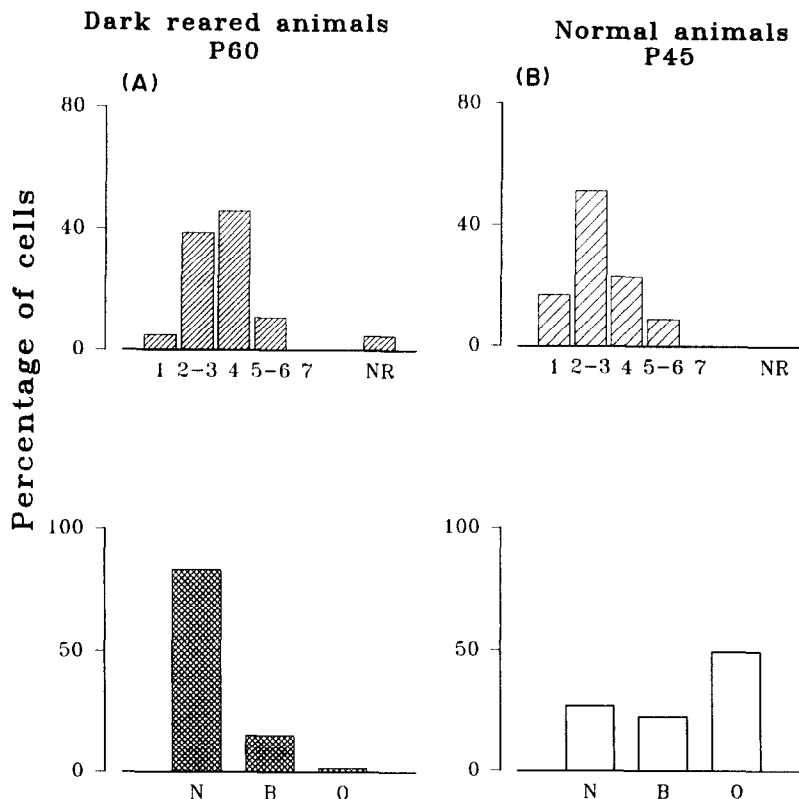 Dark reared animals
P60
Normal animals
P45
(A)
(B)
Percentage of cells
80
40
0
1 2-3 4 5-6 7 NR
80
40
0
1 2-3 4 5-6 7 NR
100
50
0
N B O
100
50
0
N B O